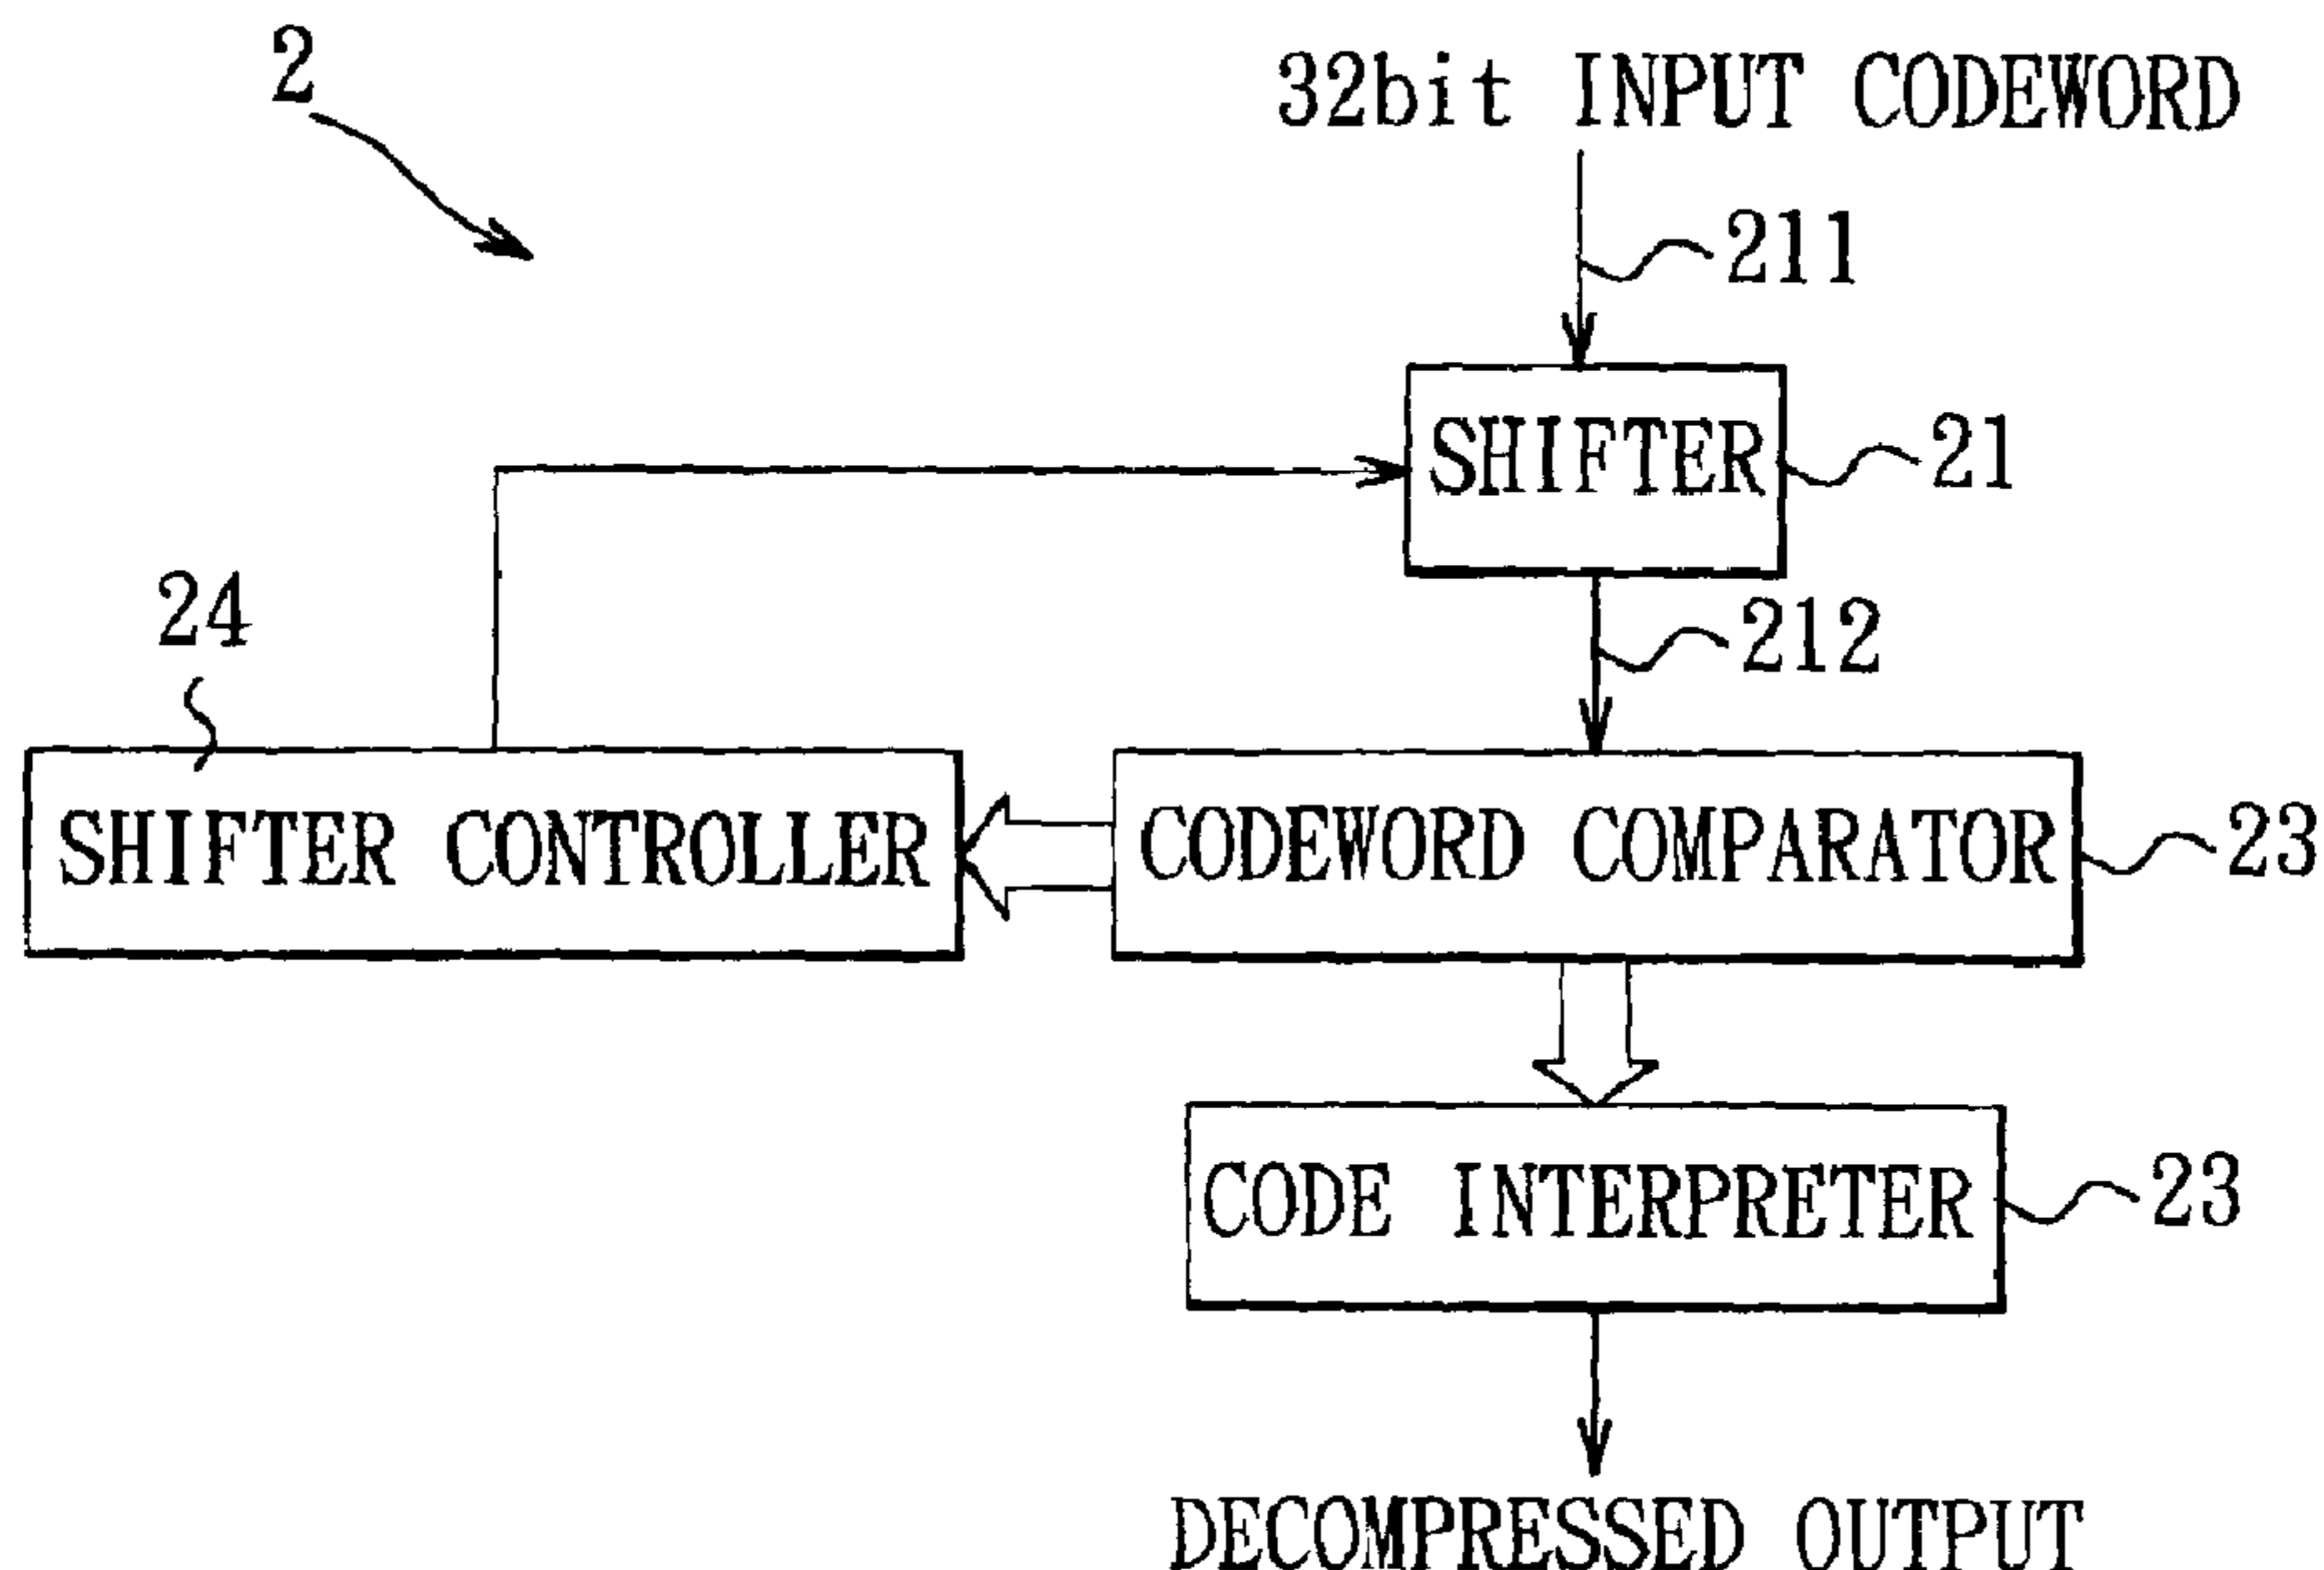 2
32bit INPUT CODEWORD
211
SHIFTER
21
24
212
SHIFTER CONTROLLER
CODEWORD COMPARATOR
23
CODE INTERPRETER
23
DECOMPRESSED OUTPUT